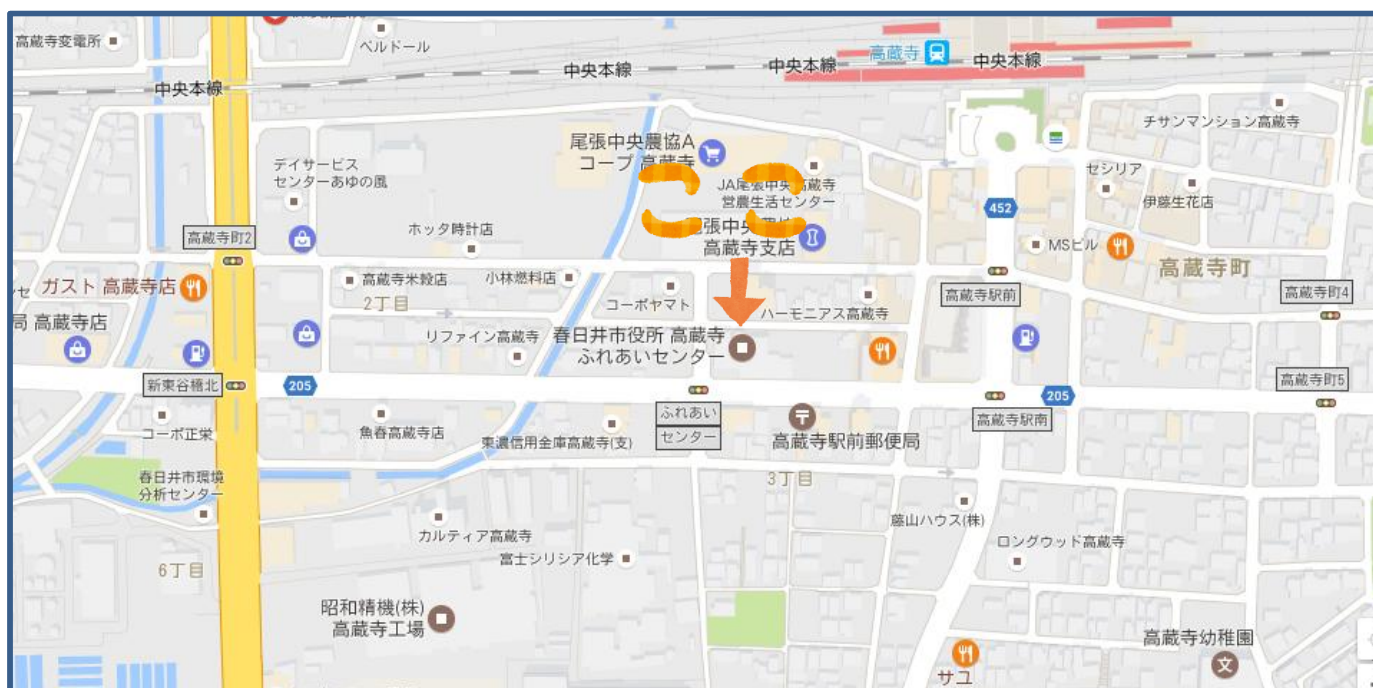 高蔵寺変電所
ベルドール
中央本線
中央本線
中央本線
高蔵寺
中央本線
チサンマンション高蔵寺
尾張中央農協A
コープ 高蔵寺
デイサービス
センターあゆの風
ここ
JA尾張中央高蔵寺
営農生活センター
セシリア
伊藤生花店
452
高蔵寺町2
ホッタ時計店
高蔵寺支店
MSビル
高蔵寺町
ガスト 高蔵寺店
高蔵寺米穀店
2丁目
小林燃料店
コーポヤマト
ハーモニアス高蔵寺
高蔵寺駅前
高蔵寺町4
局 高蔵寺店
リファイン高蔵寺
春日井市役所 高蔵寺
ふれあいセンター
新東谷橋北
205
205
高蔵寺町5
コーポ正栄
魚春高蔵寺店
東濃信用金庫高蔵寺(支)
ふれあい
センター
高蔵寺駅前郵便局
高蔵寺駅南
春日井市環境
分析センター
3丁目
カルティア高蔵寺
藤山ハウス(株)
富士シリシア化学
ロングウッド高蔵寺
6丁目
昭和精機(株)
高蔵寺工場
高蔵寺幼稚園
文
サユ